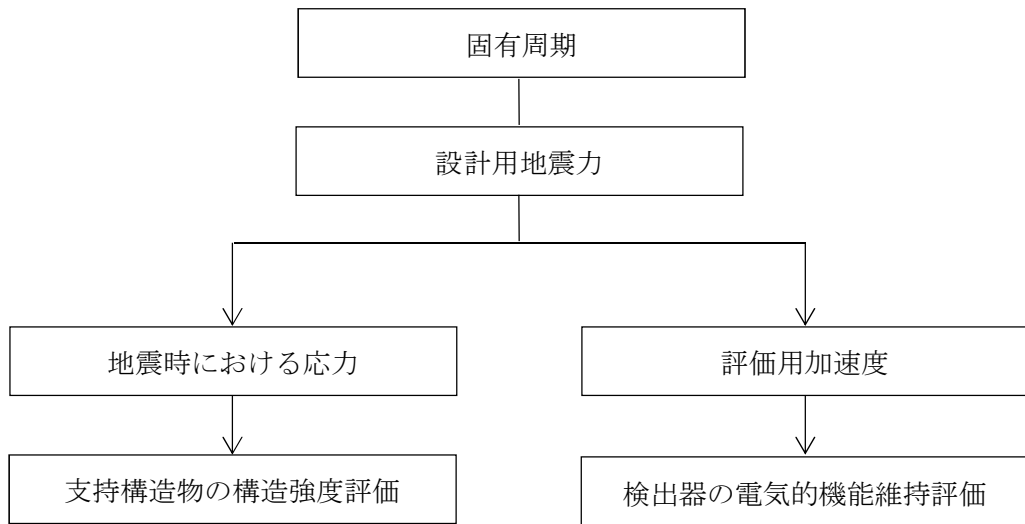 固有周期
設計用地震力
地震時における応力
評価用加速度
支持構造物の構造強度評価
検出器の電気的機能維持評価